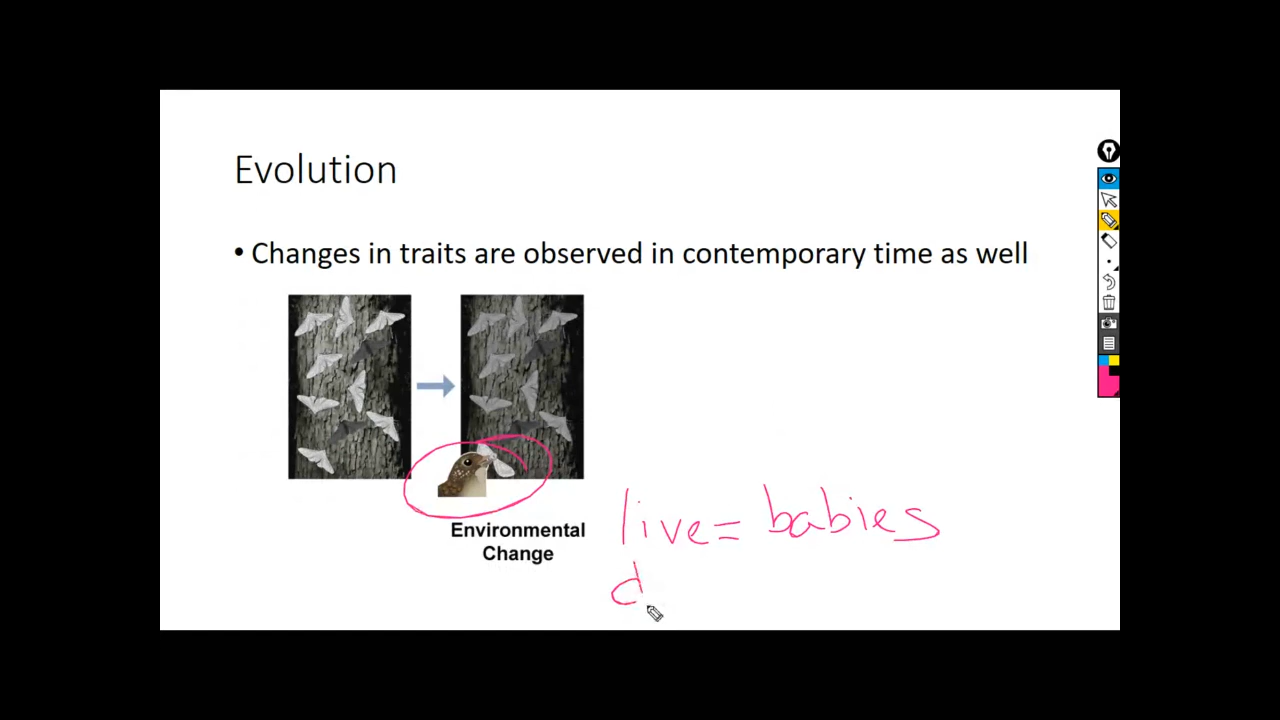 Evolution
• Changes in traits are observed in contemporary time as well
Environmental
Change
live = babies
d